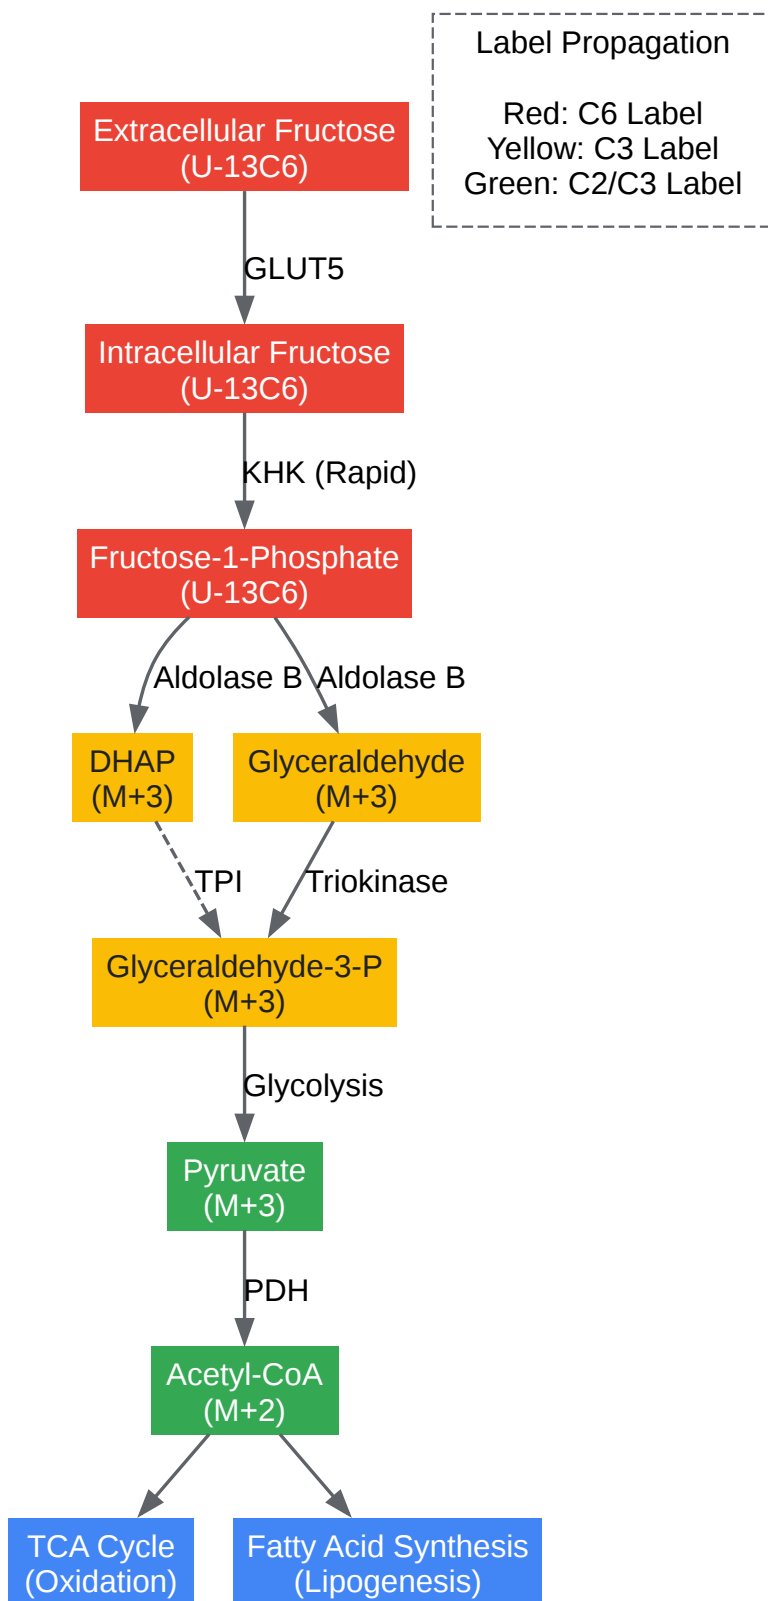 Label Propagation
Red: C6 Label
Yellow: C3 Label
Green: C2/C3 Label
Extracellular Fructose
(U-13C6)
GLUT5
Intracellular Fructose
(U-13C6)
KHK (Rapid)
Fructose-1-Phosphate
(U-13C6)
Aldolase B
Aldolase B
DHAP
(M+3)
Glyceraldehyde
(M+3)
TPI
Triokinase
Glyceraldehyde-3-P
(M+3)
Glycolysis
Pyruvate
(M+3)
PDH
Acetyl-CoA
(M+2)
TCA Cycle
(Oxidation)
Fatty Acid Synthesis
(Lipogenesis)